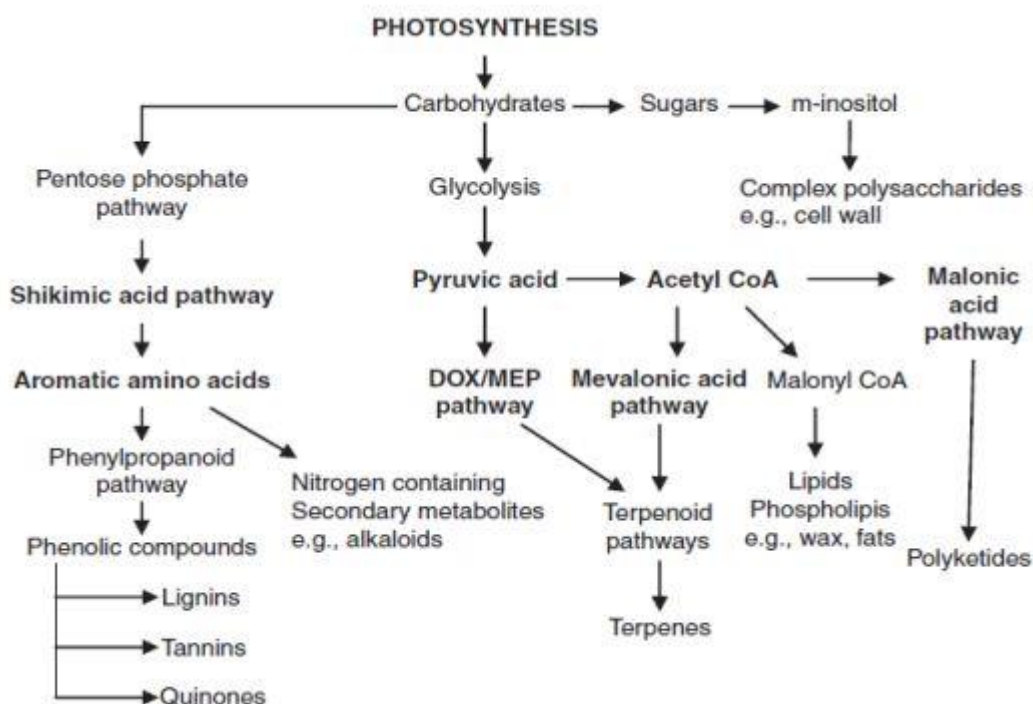 PHOTOSYNTHESIS
Carbohydrates
Sugars
m-inositol
Pentose phosphate
pathway
Glycolysis
Complex polysaccharides
e.g., cell wall
Shikimic acid pathway
Pyruvic acid
Acetyl CoA
Malonic
acid
pathway
Aromatic amino acids
DOX/MEP
pathway
Mevalonic acid
pathway
Malonyl CoA
Phenylpropanoid
pathway
Nitrogen containing
Secondary metabolites
e.g., alkaloids
Terpenoid
pathways
Lipids
Phospholipis
e.g., wax, fats
Polyketides
Phenolic compounds
Lignins
Tannins
Quinones
Terpenes